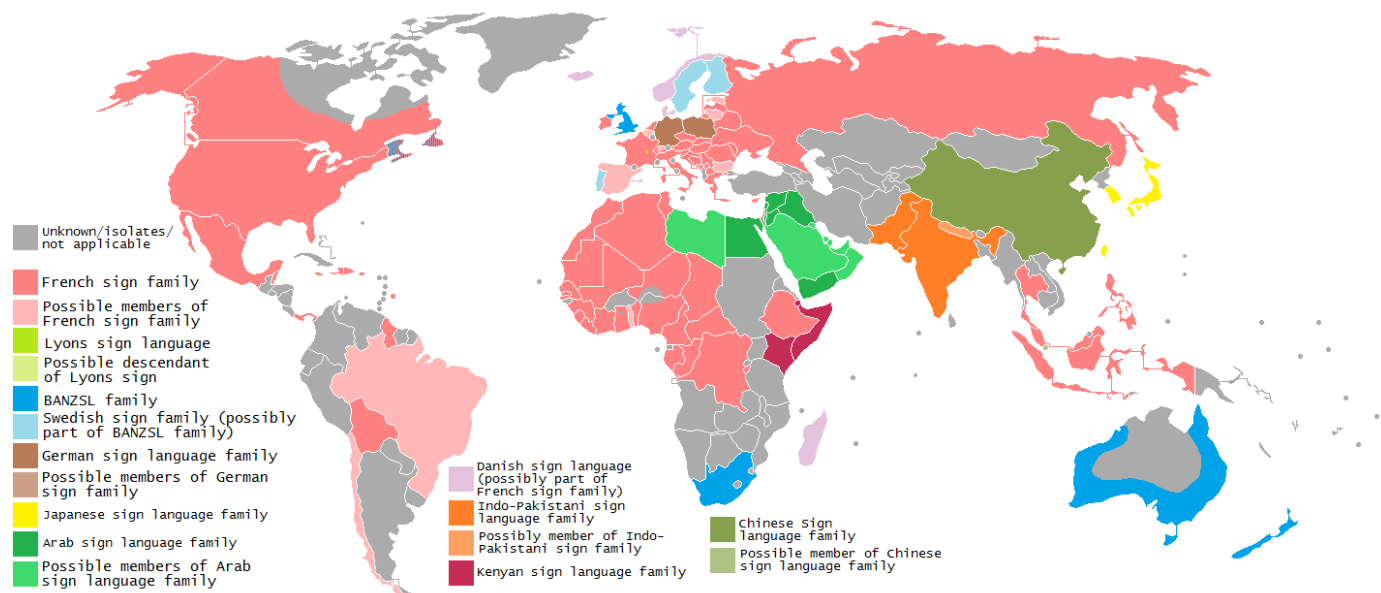 Unknown/isolates/
not applicable
French sign family
Possible members of
French sign family
Lyons sign language
Possible descendant
of Lyons sign
BANZSL family
Swedish sign family (possibly
part of BANZSL family)
German sign language family
Possible members of German
sign family
Japanese sign language family
Arab sign language family
Possible members of Arab
sign language family
Danish sign language
(possibly part of
French sign family)
Indo-Pakistani sign
language family
Possibly member of Indo-
Pakistani sign family
Kenyan sign language family
Chinese Sign
language family
Possible member of Chinese
sign language family